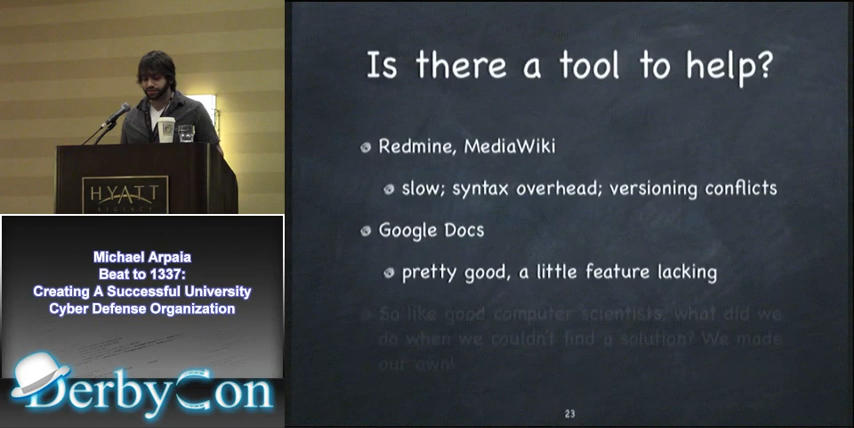 HYATT
REGENCY
Michael Arpaia
Beat to 1337:
Creating A Successful University
Cyber Defense Organization
DerbyCon
Is there a tool to help?
Redmine, MediaWiki
slow; syntax overhead; versioning conflicts
Google Docs
pretty good, a little feature lacking
So like good computer scientists, what did we
do when we couldn't find a solution? We made
our own!
23